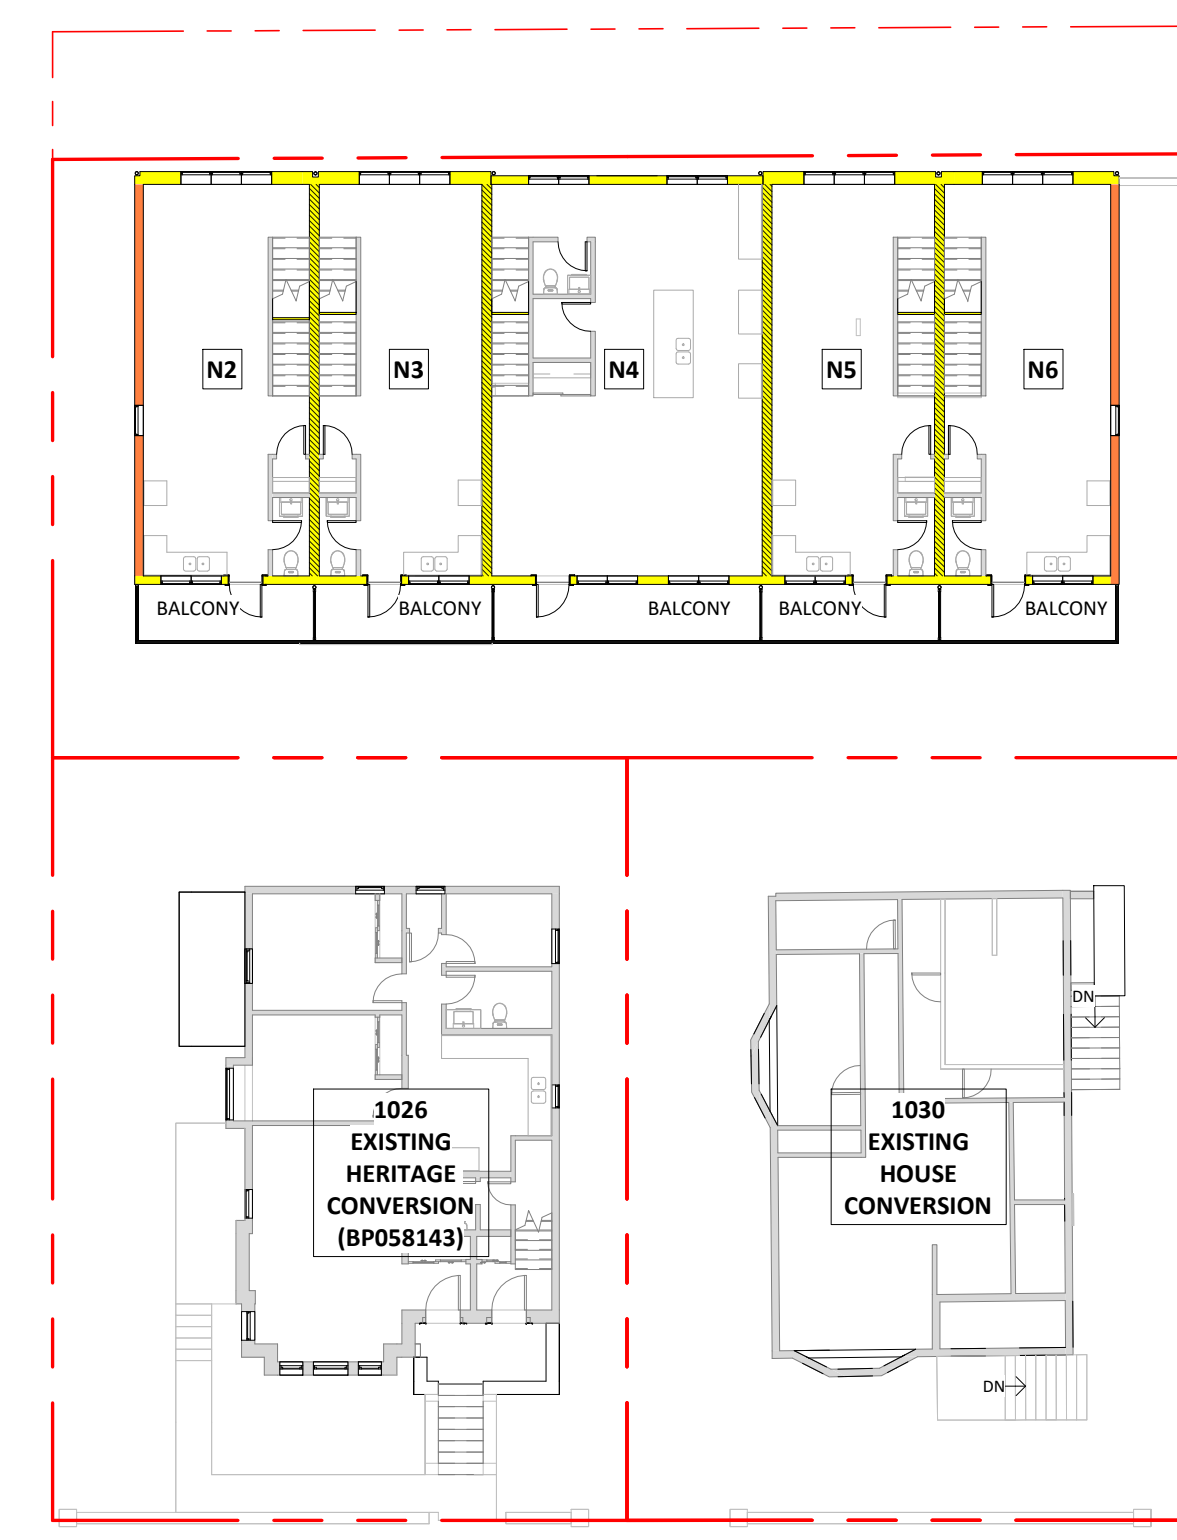 N2
N3
N4
N5
N6
BALCONY
BALCONY
BALCONY
BALCONY
BALCONY
DN
1026
EXISTING
HERITAGE
CONVERSION
(BP058143)
1030
EXISTING
HOUSE
CONVERSION
DN